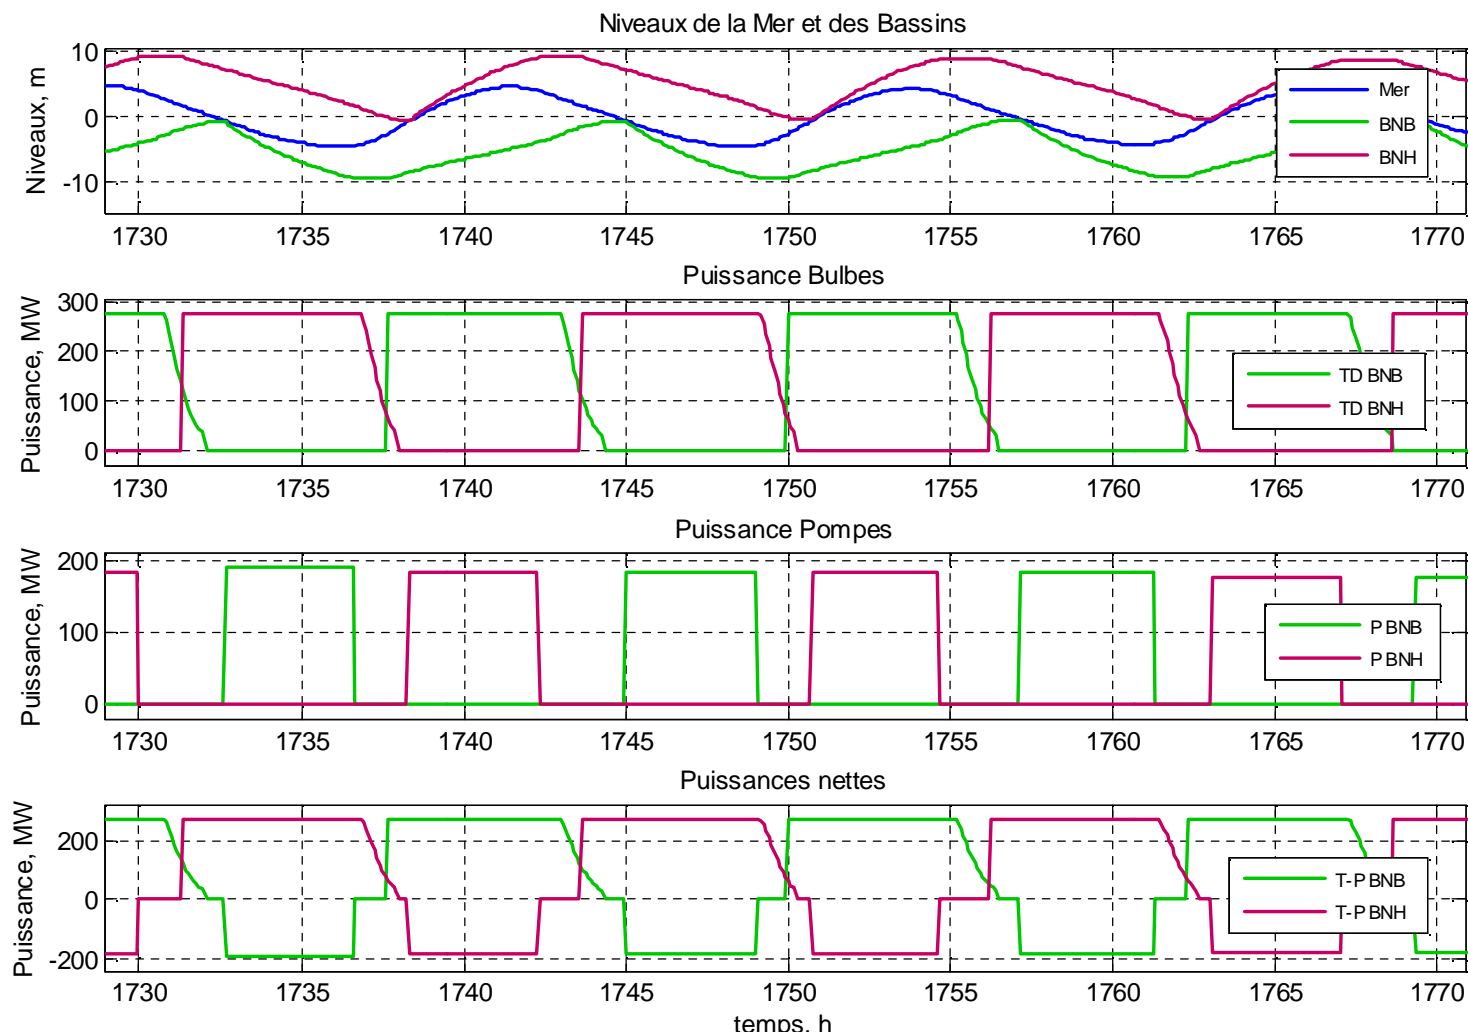 Niveaux de la Mer et des Bassins
Niveaux, m
10
0
-10
Mer
BNB
BNH
1730 1735 1740 1745 1750 1755 1760 1765 1770
Puissance Bulbes
Puissance, MW
300
200
100
0
TD BNB
TD BNH
1730 1735 1740 1745 1750 1755 1760 1765 1770
Puissance Pompes
Puissance, MW
200
100
0
P BNB
P BNH
1730 1735 1740 1745 1750 1755 1760 1765 1770
Puissances nettes
Puissance, MW
200
0
-200
T-P BNB
T-P BNH
1730 1735 1740 1745 1750 1755 1760 1765 1770
temps, h